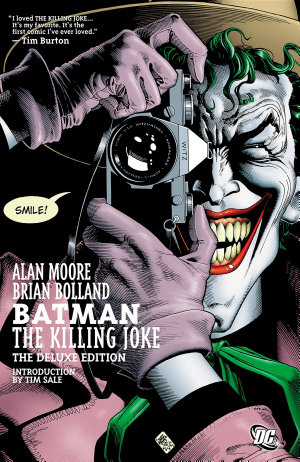 "I loved THE KILLING JOKE...
It's my favorite. It's the
first comic I've ever loved."
— Tim Burton
WITZ
SMILE!
ALAN MOORE
BRIAN BOLLAND
BATMAN
THE KILLING JOKE
THE DELUXE EDITION
INTRODUCTION
BY TIM SALE
DC